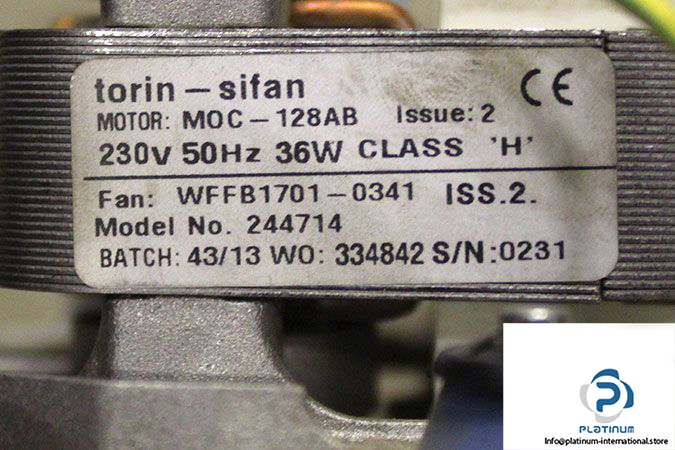 torin – sifan CE
MOTOR: MOC – 128AB Issue: 2
230V 50Hz 36W CLASS 'H'
Fan: WFFB1701 – 0341 ISS.2.
Model No. 244714
BATCH: 43/13 WO: 334842 S/N:0231
PLATINUM
Info@platinum-international.store